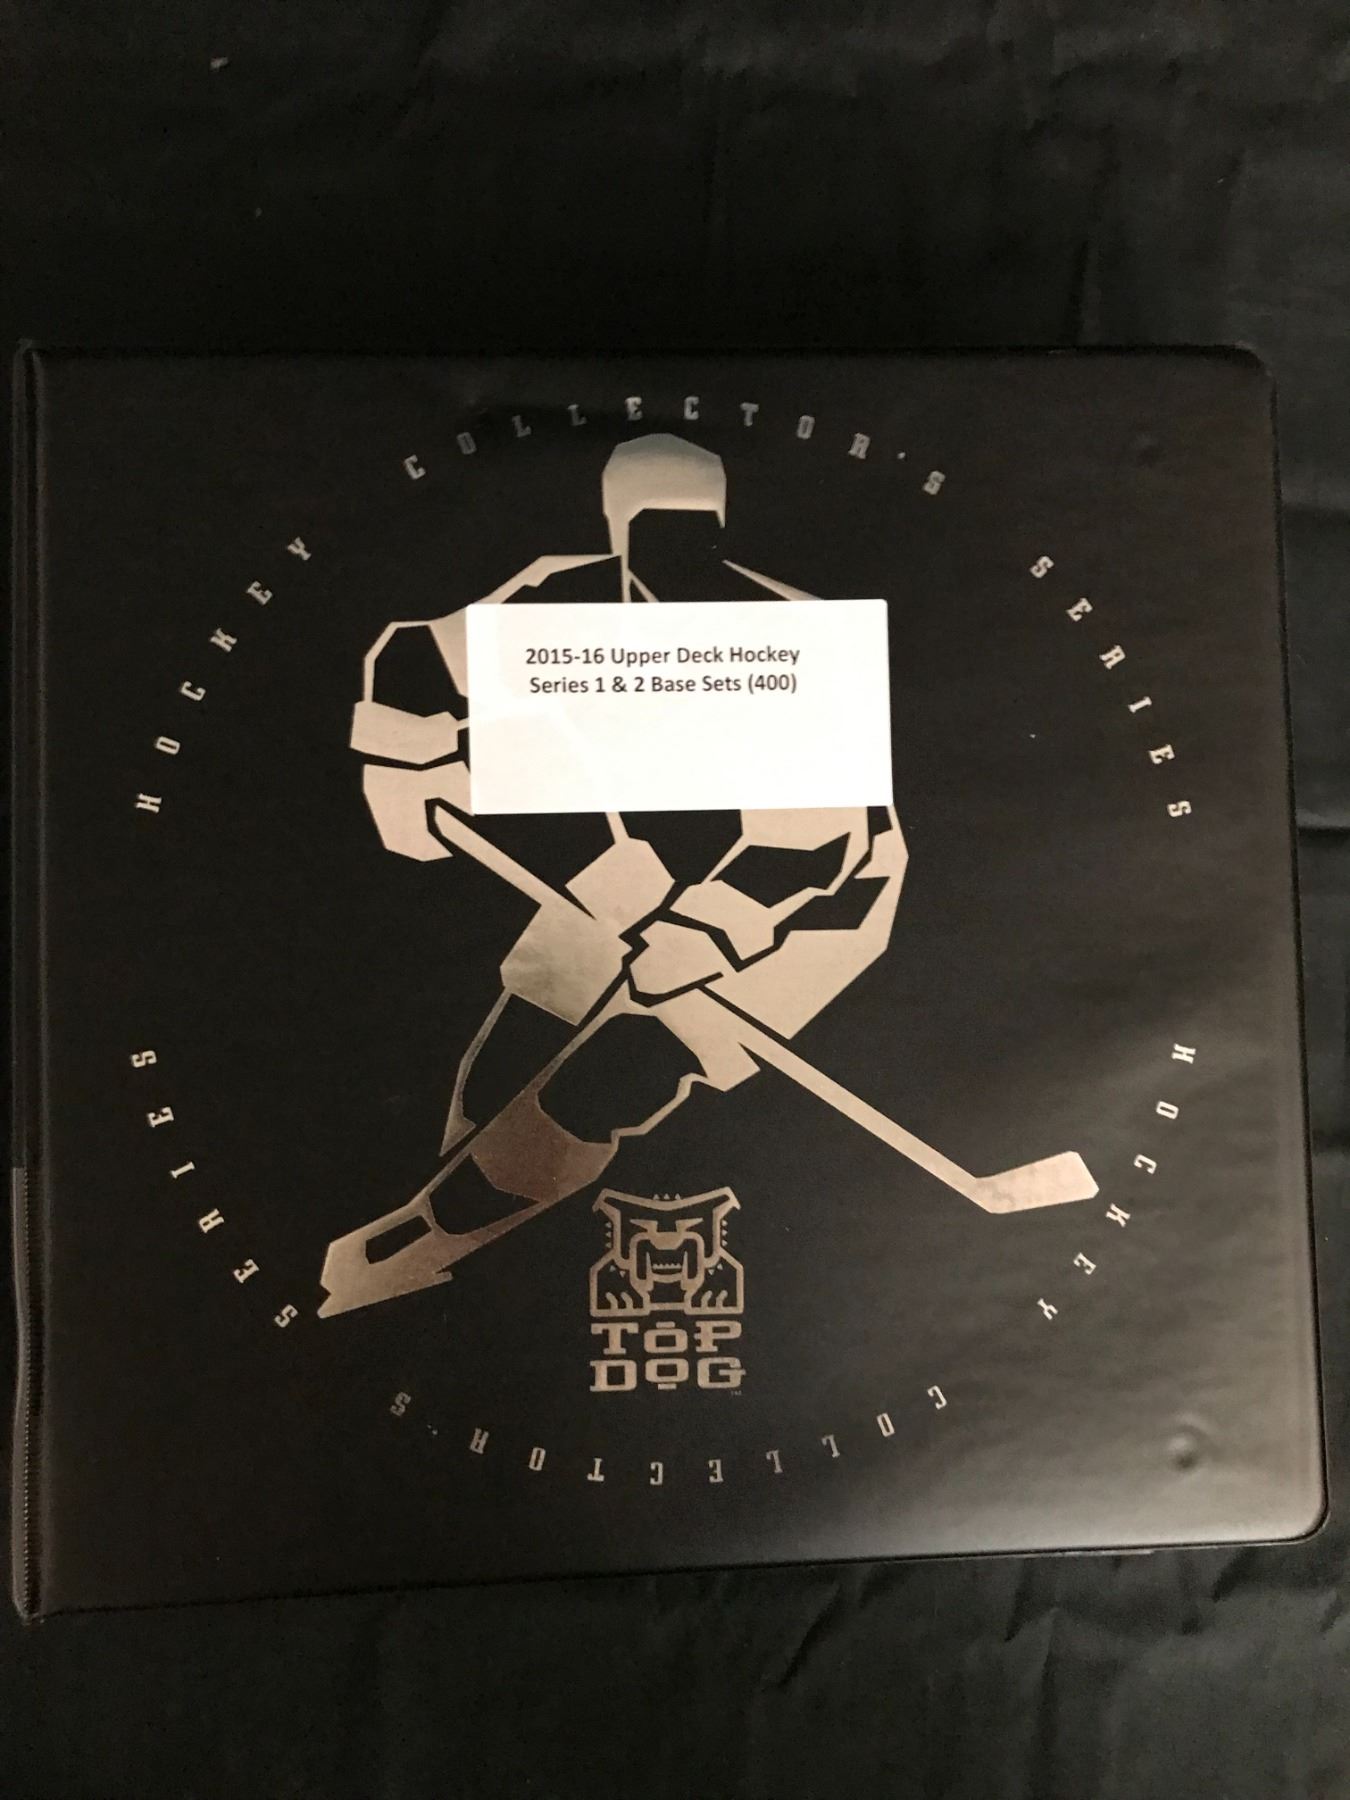 HOCKEY COLLECTOR'S SERIES
2015-16 Upper Deck Hockey
Series 1 & 2 Base Sets (400)
TOP
DOG
HOCKEY COLLECTOR'S SERIES